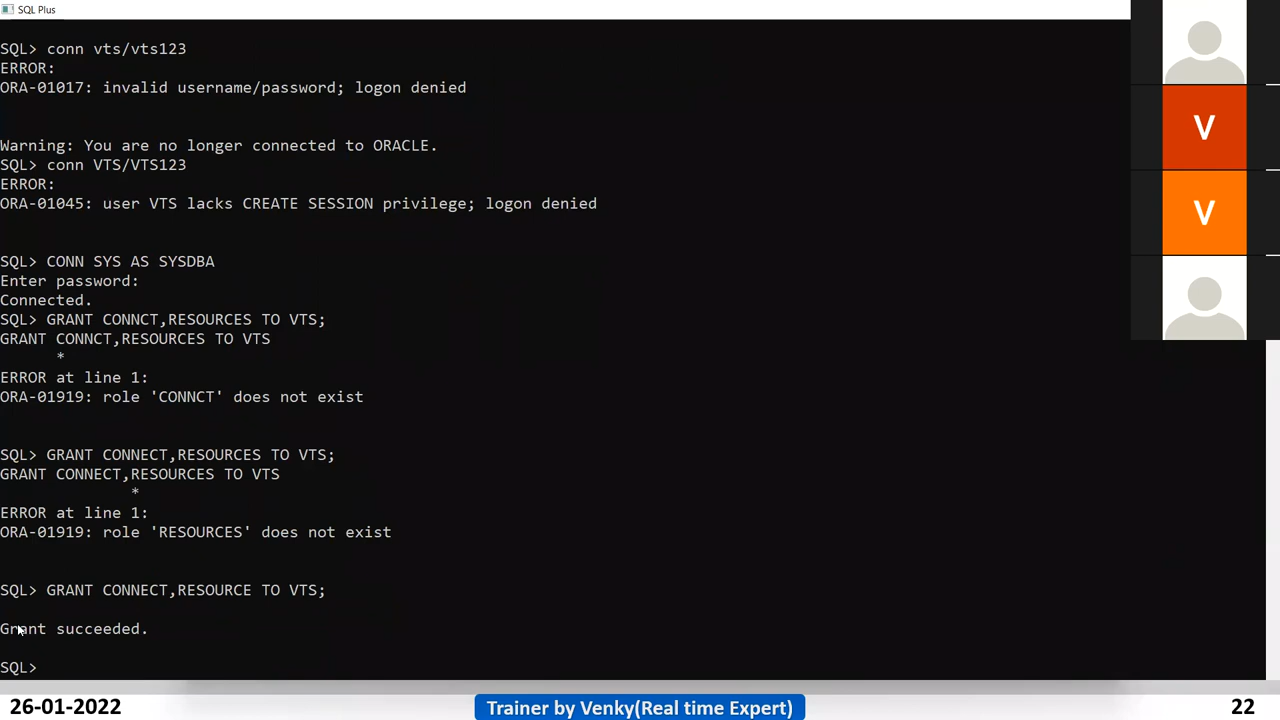 SQL Plus
SQL> conn vts/vts123
ERROR:
ORA-01017: invalid username/password; logon denied
Warning: You are no longer connected to ORACLE.
SQL> conn VTS/VTS123
ERROR:
ORA-01045: user VTS lacks CREATE SESSION privilege; logon denied
SQL> CONN SYS AS SYSDBA
Enter password:
Connected.
SQL> GRANT CONNCT,RESOURCES TO VTS;
GRANT CONNCT,RESOURCES TO VTS
*
ERROR at line 1:
ORA-01919: role 'CONNCT' does not exist
SQL> GRANT CONNECT,RESOURCES TO VTS;
GRANT CONNECT,RESOURCES TO VTS
*
ERROR at line 1:
ORA-01919: role 'RESOURCES' does not exist
SQL> GRANT CONNECT,RESOURCE TO VTS;
Grant succeeded.
SQL>
V
V
26-01-2022
Trainer by Venky(Real time Expert)
22